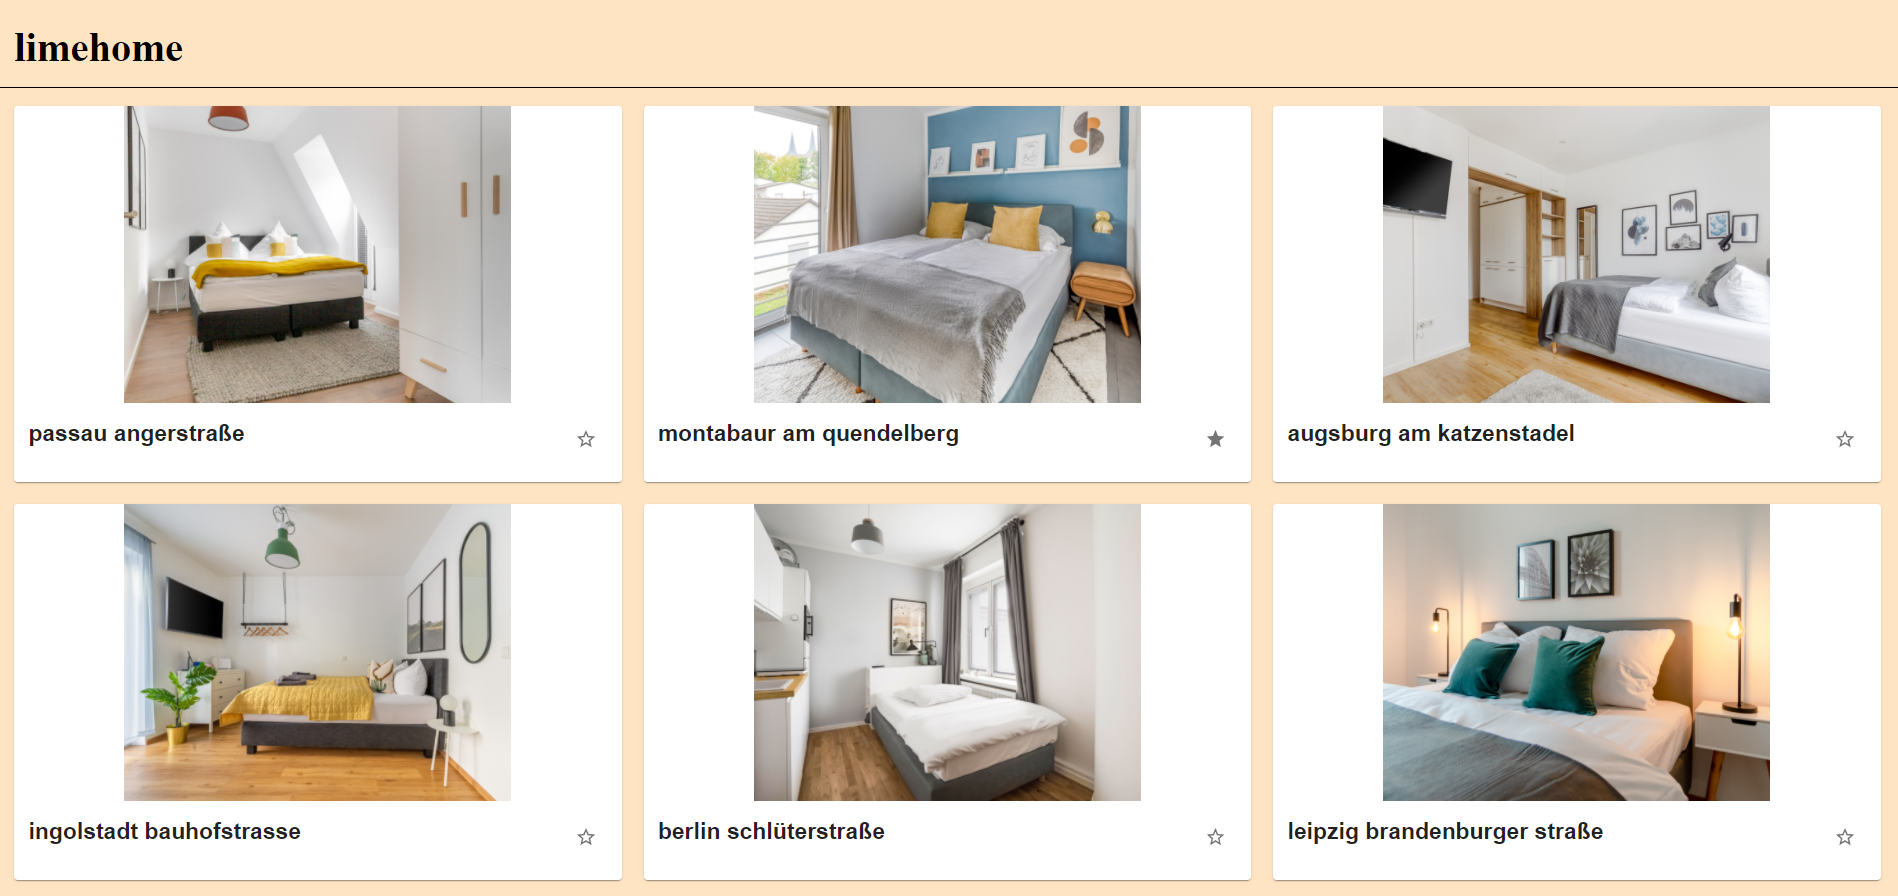 limehome
passau angerstraße
montabaur am quendelberg
augsburg am katzenstadel
ingolstadt bauhofstrasse
berlin schlüterstraße
leipzig brandenburger straße